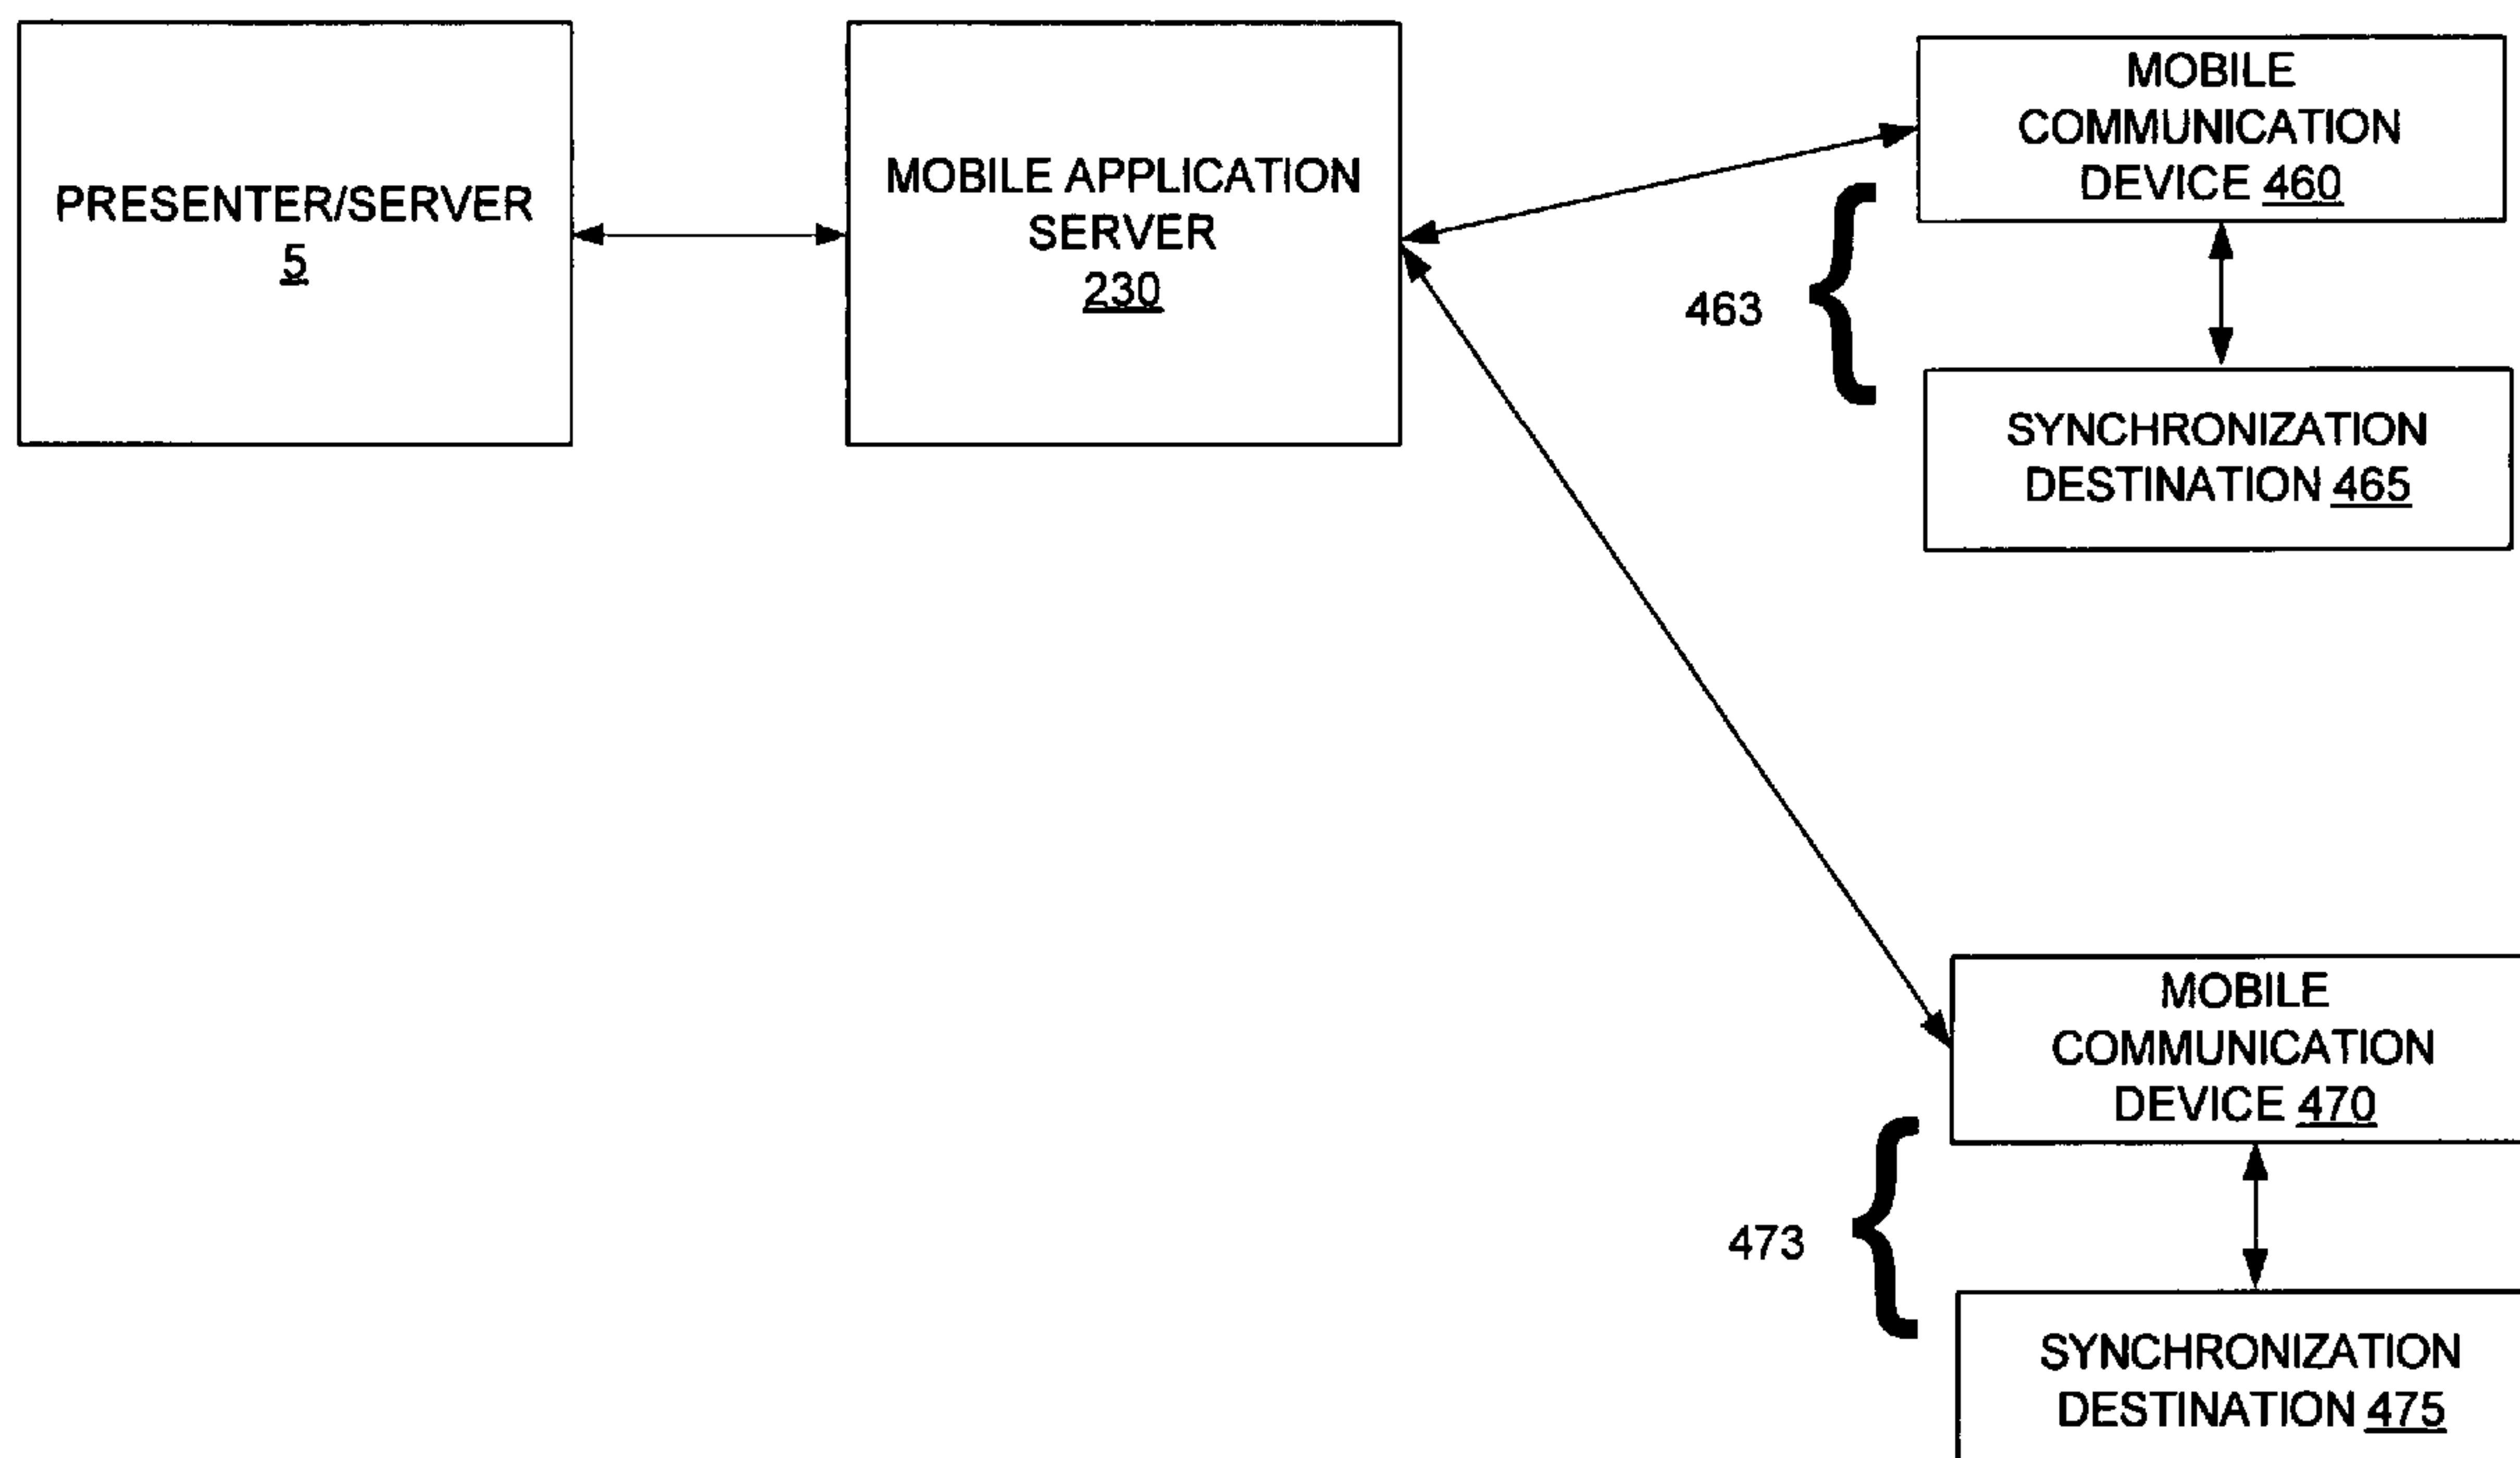 PRESENTER/SERVER
5
MOBILE APPLICATION
SERVER
230
MOBILE
COMMUNICATION
DEVICE 460
463
SYNCHRONIZATION
DESTINATION 465
MOBILE
COMMUNICATION
DEVICE 470
473
SYNCHRONIZATION
DESTINATION 475